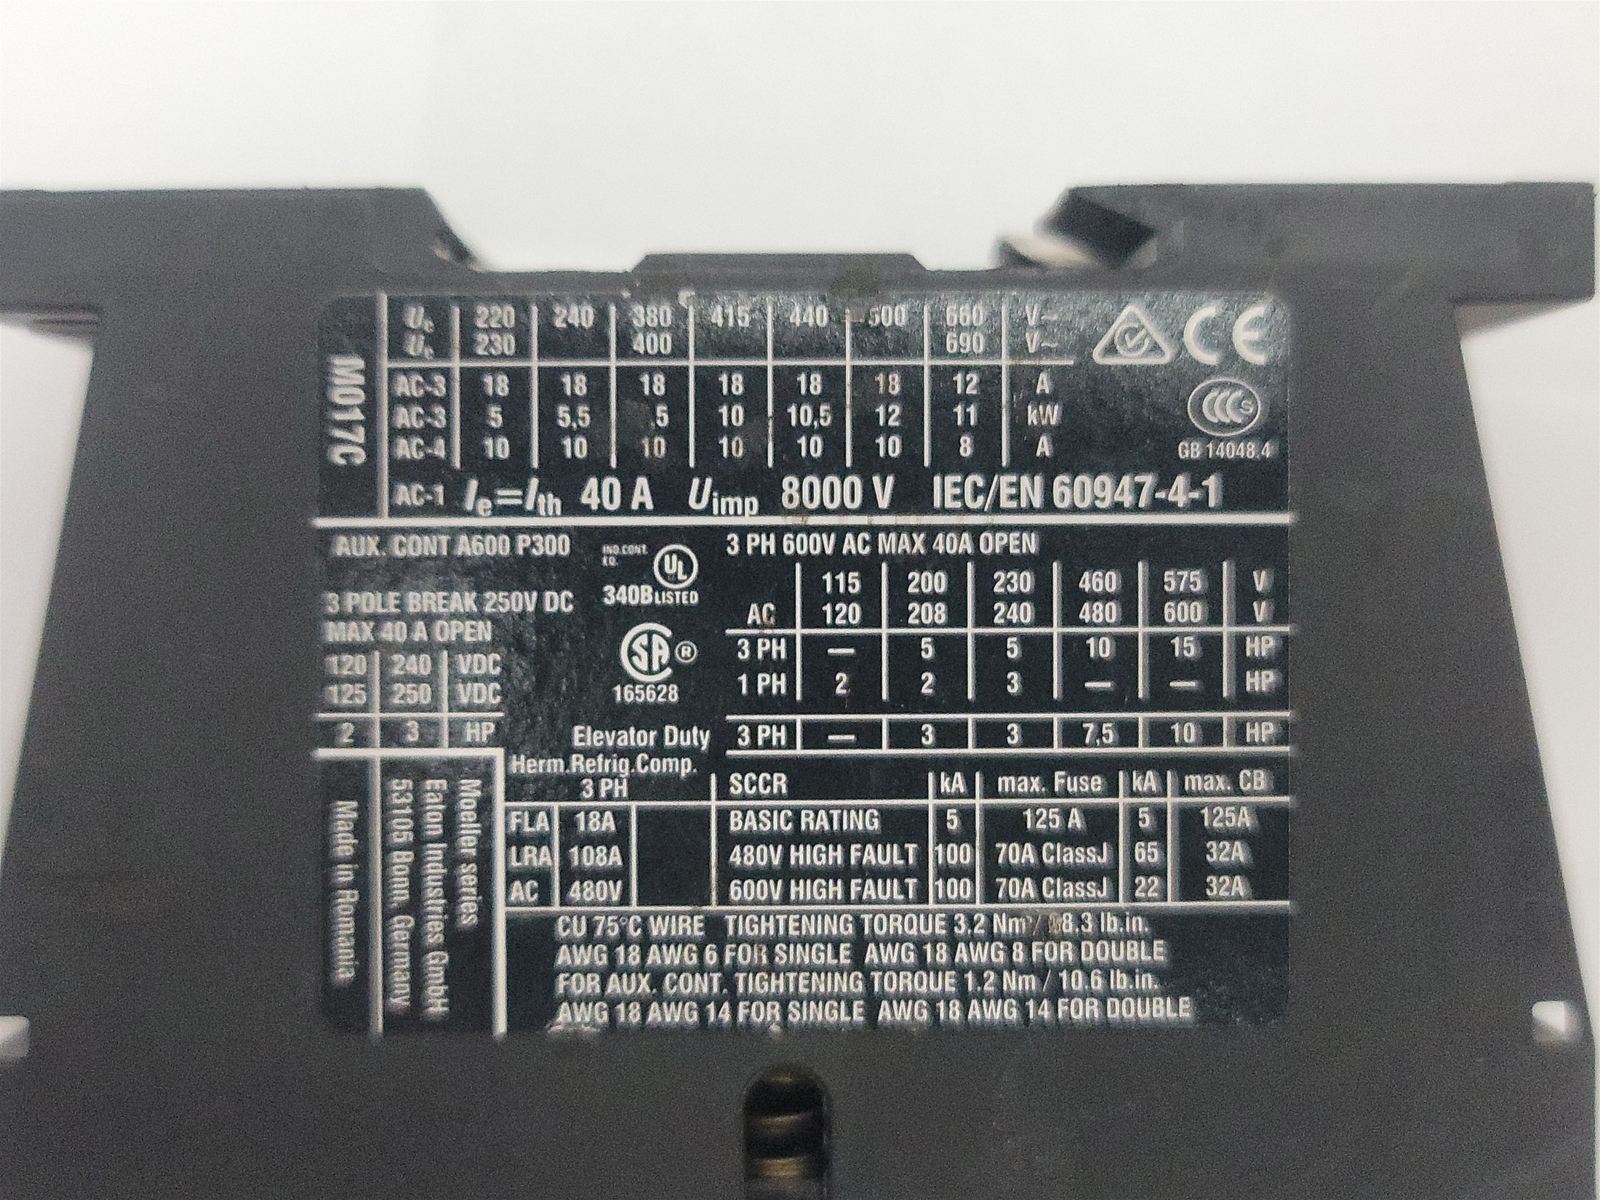 M017C
Ue 220 240 380 415 440 500 660 V~
Ue 230 400 690 V~
AC-3 18 18 18 18 18 18 12 A
AC-3 5 5,5 ,5 10 10,5 12 11 kW
AC-4 10 10 10 10 10 10 8 A
AC-1 Ie=Ith 40 A Uimp 8000 V IEC/EN 60947-4-1
CE
CCC S
GB 14048.4
AUX. CONT A600 P300
3 POLE BREAK 250V DC
MAX 40 A OPEN
120 240 VDC
125 250 VDC
2 3 HP
IND.CONT.
EQ.
UL
340B LISTED
SA ®
165628
3 PH 600V AC MAX 40A OPEN
115 200 230 460 575 V
AC 120 208 240 480 600 V
3 PH — 5 5 10 15 HP
1 PH 2 2 3 — — HP
Elevator Duty 3 PH — 3 3 7,5 10 HP
Herm.Refrig.Comp.
3 PH
FLA 18A
LRA 108A
AC 480V
SCCR kA max. Fuse kA max. CB
BASIC RATING 5 125 A 5 125A
480V HIGH FAULT 100 70A ClassJ 65 32A
600V HIGH FAULT 100 70A ClassJ 22 32A
Moeller series
Eaton Industries GmbH
53105 Bonn, Germany
Made in Romania
CU 75°C WIRE TIGHTENING TORQUE 3.2 Nm / 8.3 lb.in.
AWG 18 AWG 6 FOR SINGLE AWG 18 AWG 8 FOR DOUBLE
FOR AUX. CONT. TIGHTENING TORQUE 1.2 Nm / 10.6 lb.in.
AWG 18 AWG 14 FOR SINGLE AWG 18 AWG 14 FOR DOUBLE